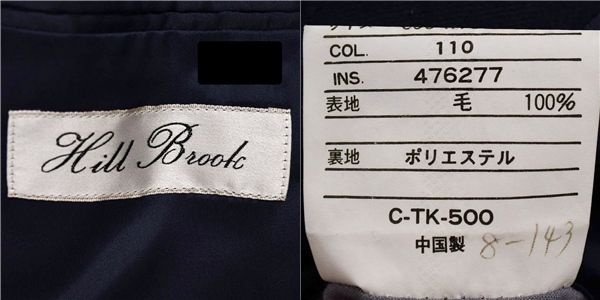 Hill Brook
COL. 110
INS. 476277
表地 毛 100%
裏地 ポリエステル
C-TK-500
中国製 8-143